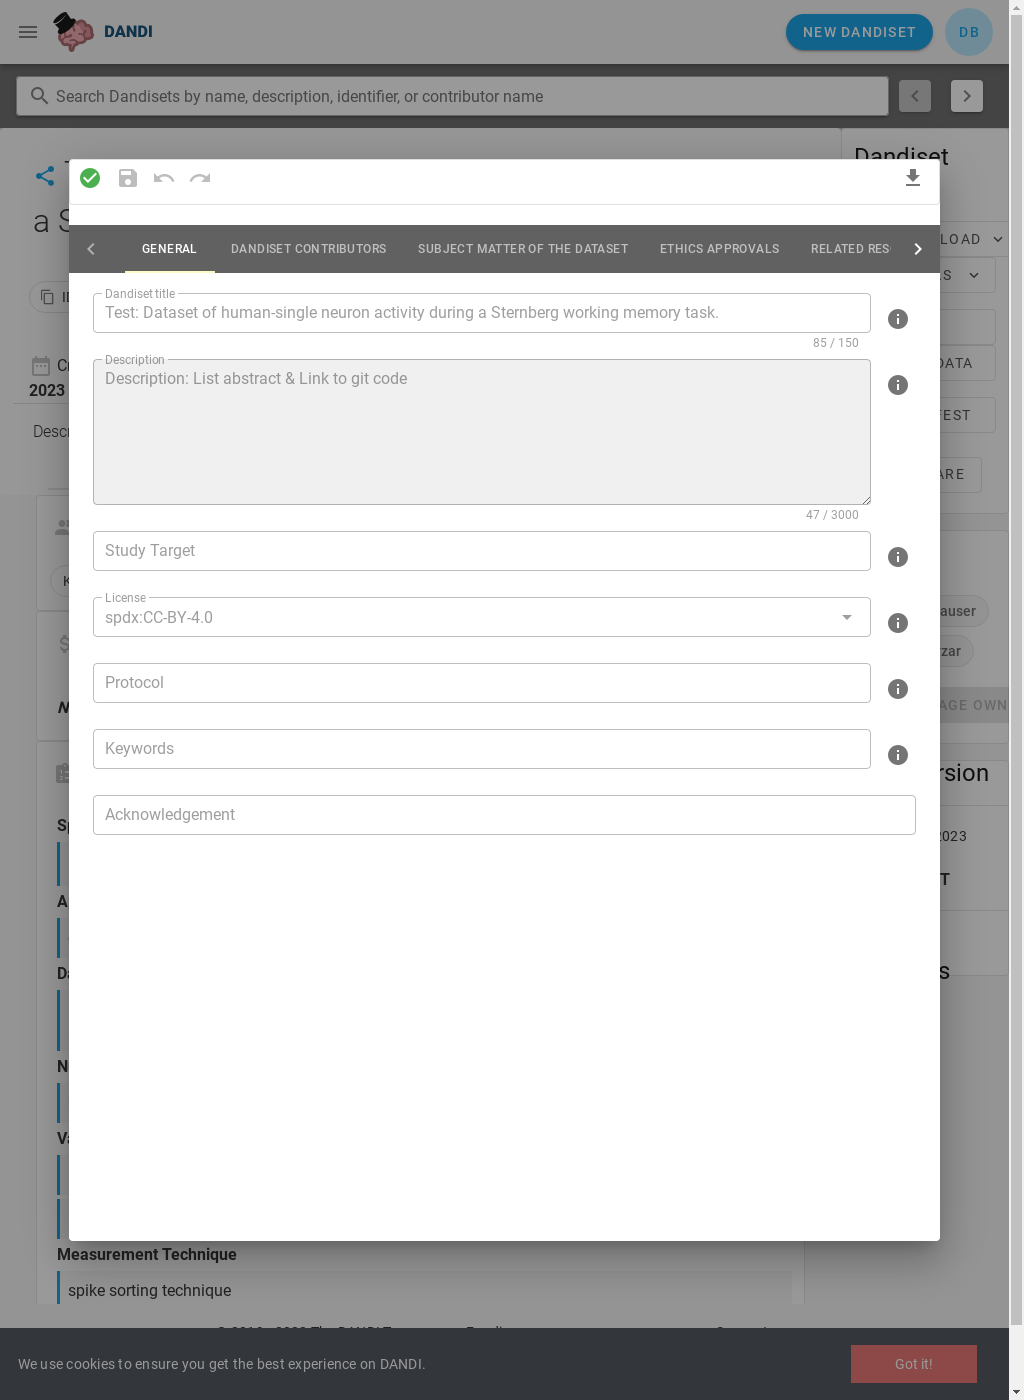 DANDI
NEW DANDISET
DB
Search Dandisets by name, description, identifier, or contributor name
Dandiset
a S
GENERAL
DANDISET CONTRIBUTORS
SUBJECT MATTER OF THE DATASET
ETHICS APPROVALS
RELATED RES
LOAD
S
Dandiset title
Test: Dataset of human-single neuron activity during a Sternberg working memory task.
85 / 150
Description
Description: List abstract & Link to git code
47 / 3000
2023
Descr
DATA
ARE
Study Target
License
spdx:CC-BY-4.0
auser
Protocol
zar
AGE OWN
Keywords
rsion
Acknowledgement
2023
T
S
Measurement Technique
spike sorting technique
We use cookies to ensure you get the best experience on DANDI.
Got it!